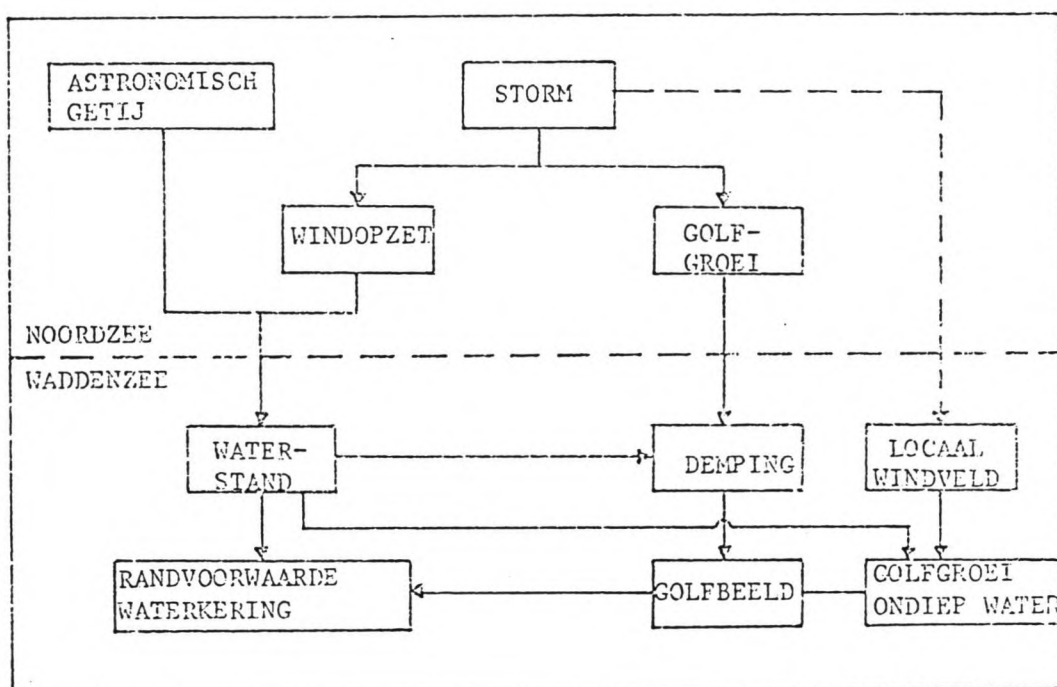 ASTRONOMISCH
GETIJ
STORM
WINDOPZET
GOLF-
GROEI
NOORDZEE
WADDENZEE
WATER-
STAND
DEMPING
LOCAAL
WINDVELD
RANDVOORWAARDE
WATERKERING
GOLFBEELD
GOLFGROEI
ONDIEP WATER